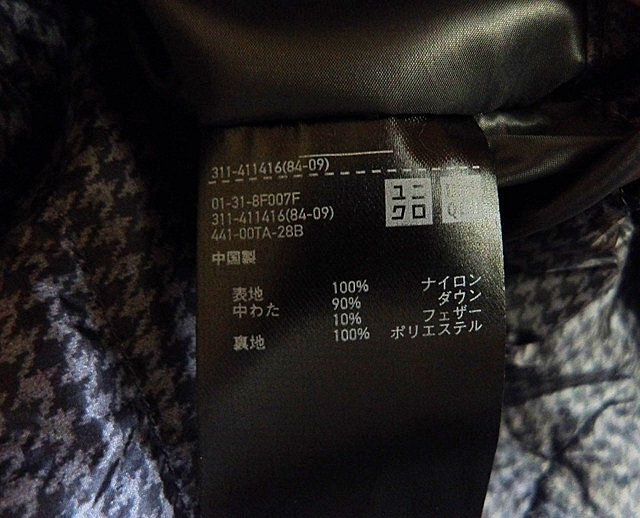 311-411416(84-09)
01-31-8F007F
311-411416(84-09)
441-00TA-28B
ユニ
クロ
中国製
表地 100% ナイロン
中わた 90% ダウン
10% フェザー
裏地 100% ポリエステル